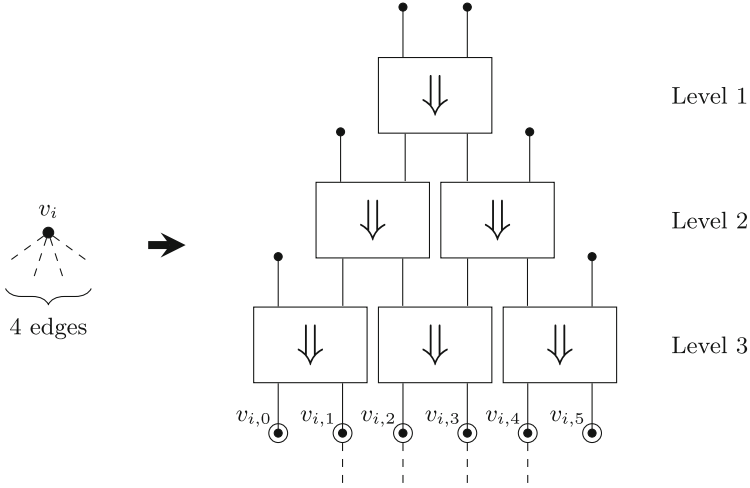 Level 1
Level 2
v_i
4 edges
Level 3
v_{i,0} v_{i,1} v_{i,2} v_{i,3} v_{i,4} v_{i,5}